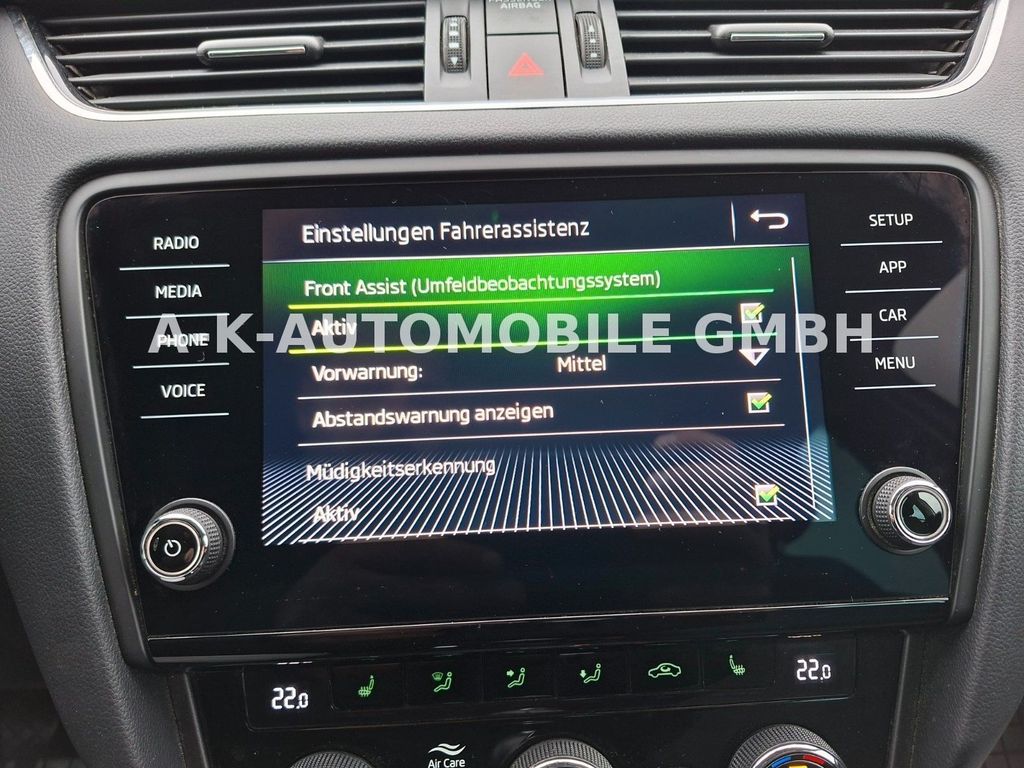 PASSENGER
AIRBAG
RADIO
MEDIA
PHONE
VOICE
Einstellungen Fahrerassistenz
Front Assist (Umfeldbeobachtungssystem)
Aktiv
Vorwarnung: Mittel
Abstandswarnung anzeigen
Müdigkeitserkennung
Aktiv
SETUP
APP
CAR
MENU
A K-AUTOMOBILE GMBH
22.0
22.0
Air Care